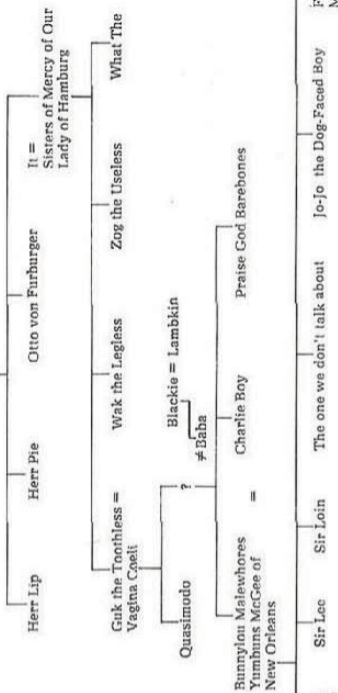 Herr Lip
Herr Pie
Otto von Furburger
It =
Sisters of Mercy of Our
Lady of Hamburg
Guk the Toothless =
Vagina Coeli
Wak the Legless
Zog the Useless
What The
Quasimodo
?
≠ Baba
Blackie = Lambkin
Bunnylou Malewhores
Yumbuns McGee of
New Orleans
=
Charlie Boy
Praise God Barebones
Sir Lee
Sir Loin
The one we don't talk about
Jo-Jo the Dog-Faced Boy